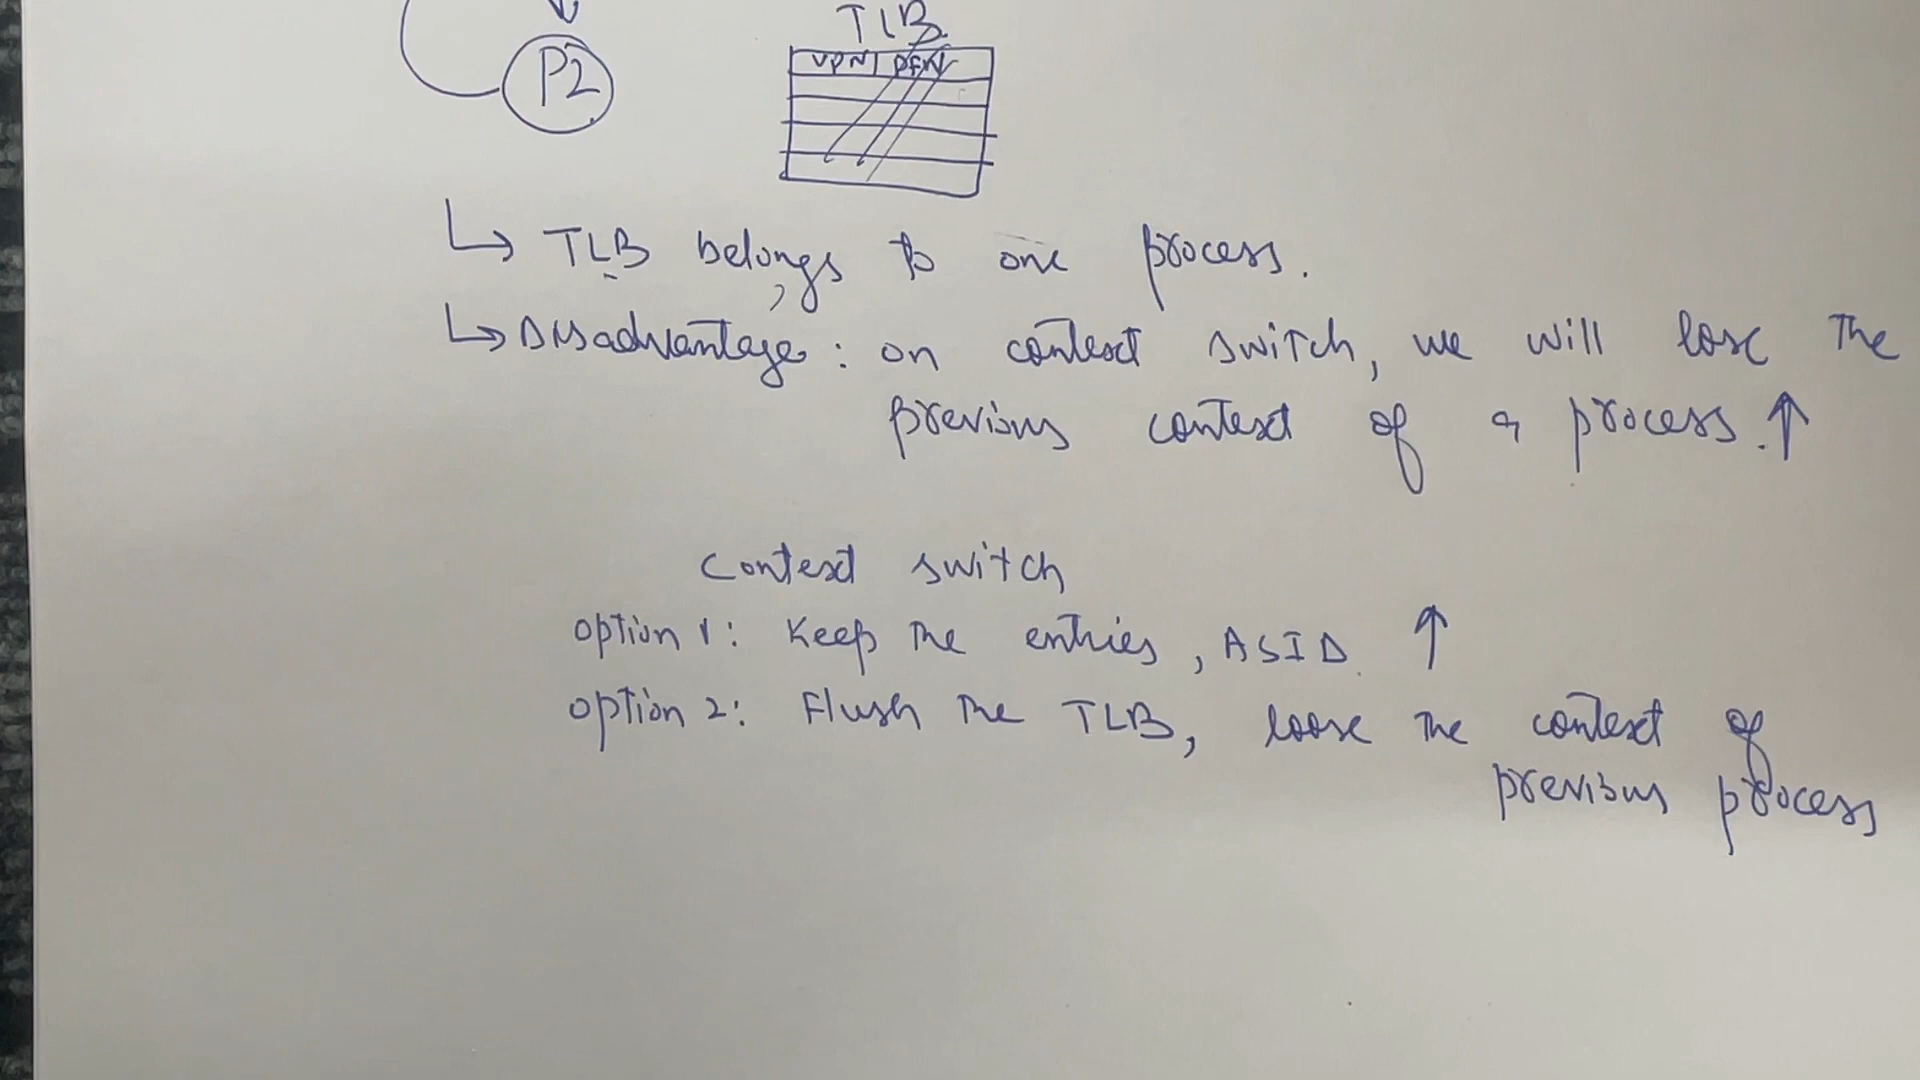 TLB
P2
VPN PFN
↳ TLB belongs to one process.
↳ Disadvantage: on context switch, we will lose the
previous context of a process. ↑
context switch
option 1: Keep the entries, ASID ↑
option 2: Flush the TLB, loose the context of
previous process